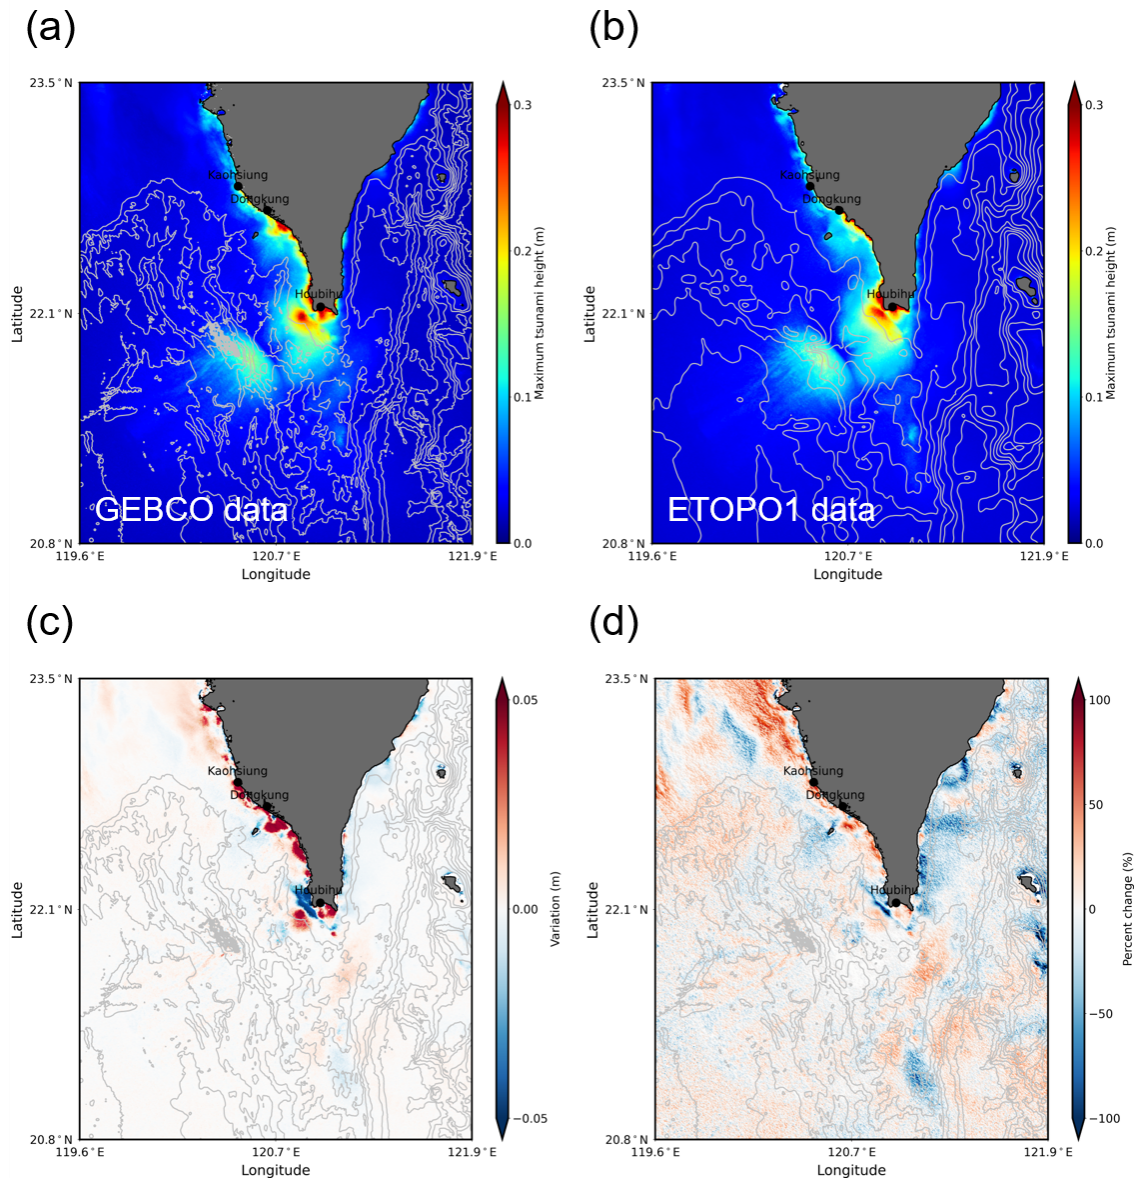 (a)
23.5°N
22.1°N
20.8°N
119.6°E
120.7°E
121.9°E
Latitude
Longitude
Kaohsiung
Dongkung
Houbihu
GEBCO data
0.3
0.2
0.1
0.0
Maximum tsunami height (m)
(b)
23.5°N
22.1°N
20.8°N
119.6°E
120.7°E
121.9°E
Latitude
Longitude
Kaohsiung
Dongkung
Houbihu
ETOPO1 data
0.3
0.2
0.1
0.0
Maximum tsunami height (m)
(c)
23.5°N
22.1°N
20.8°N
119.6°E
120.7°E
121.9°E
Latitude
Longitude
Kaohsiung
Dongkung
Houbihu
0.05
0.00
−0.05
Variation (m)
(d)
23.5°N
22.1°N
20.8°N
119.6°E
120.7°E
121.9°E
Latitude
Longitude
Kaohsiung
Dongkung
Houbihu
100
50
0
−50
−100
Percent change (%)